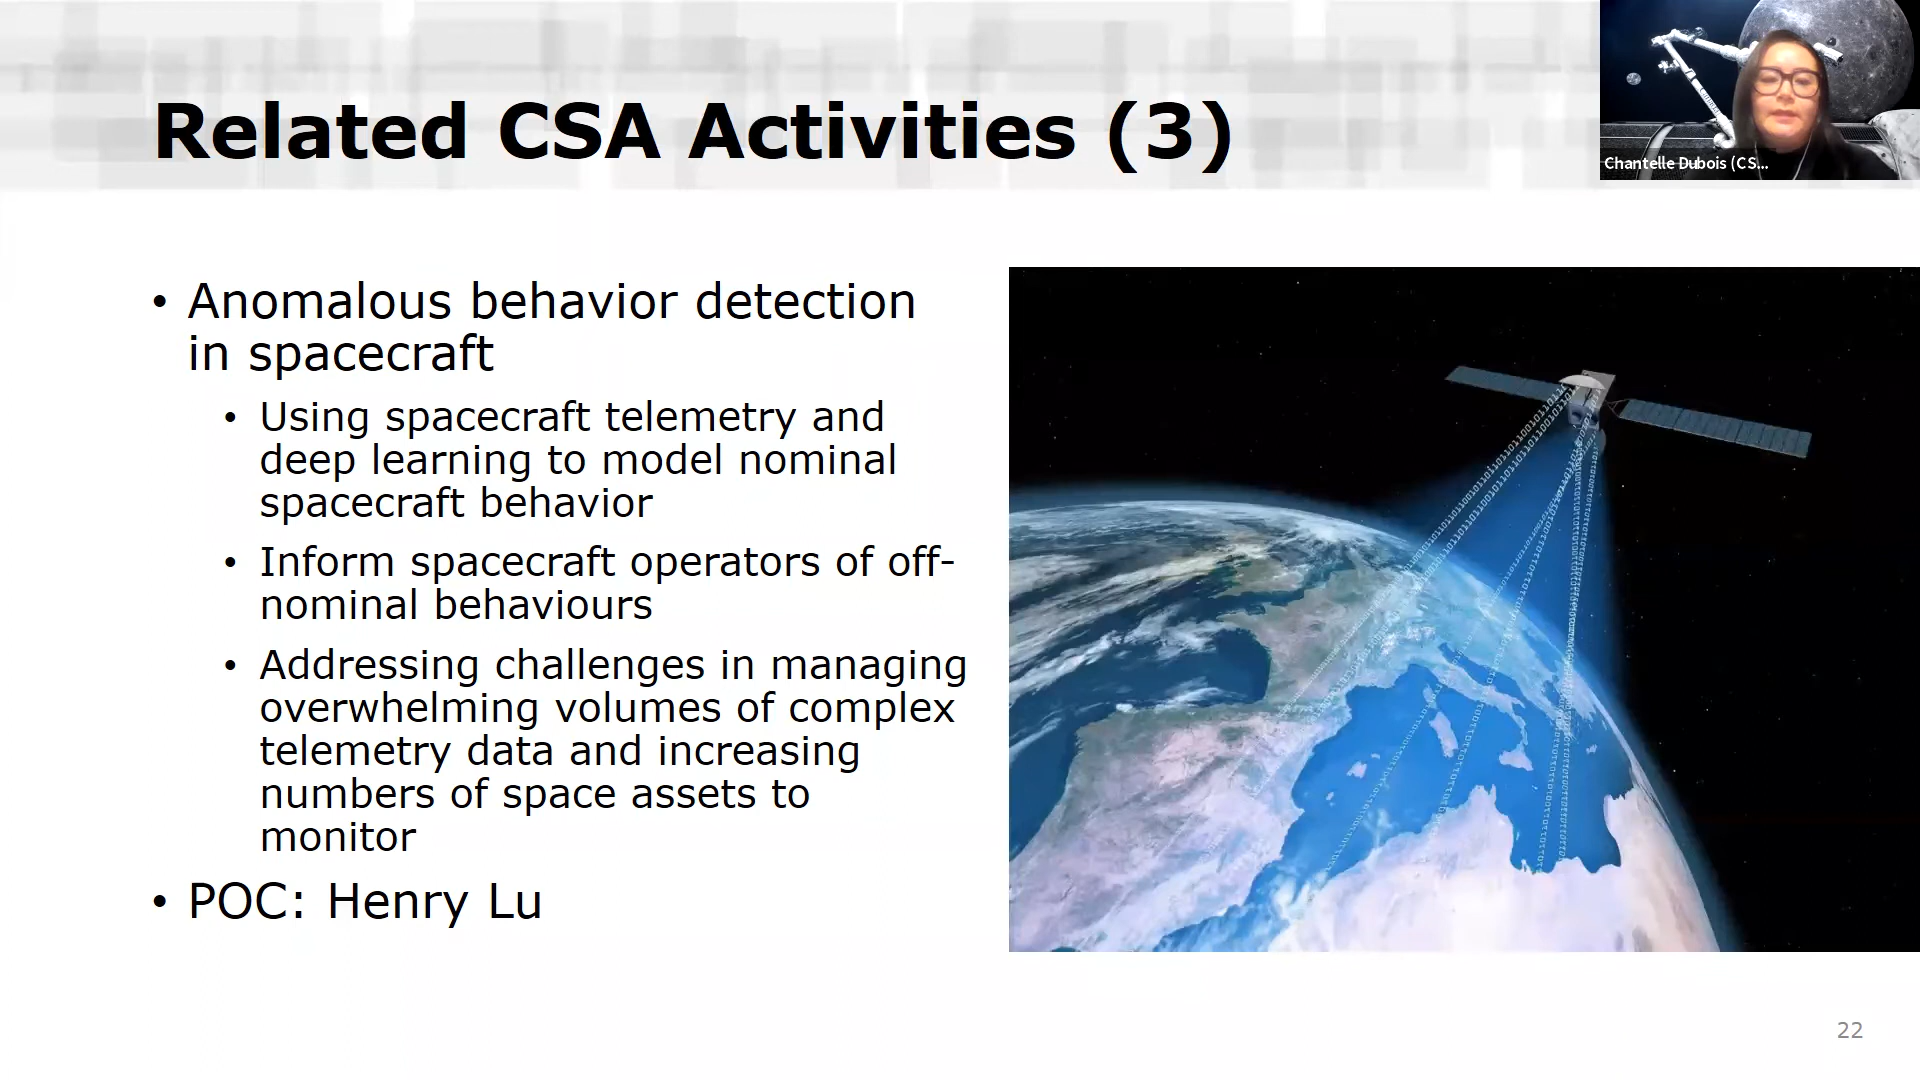 Related CSA Activities (3)
Chantelle Dubois (CS...
• Anomalous behavior detection
in spacecraft
• Using spacecraft telemetry and
deep learning to model nominal
spacecraft behavior
• Inform spacecraft operators of off-
nominal behaviours
• Addressing challenges in managing
overwhelming volumes of complex
telemetry data and increasing
numbers of space assets to
monitor
• POC: Henry Lu
22